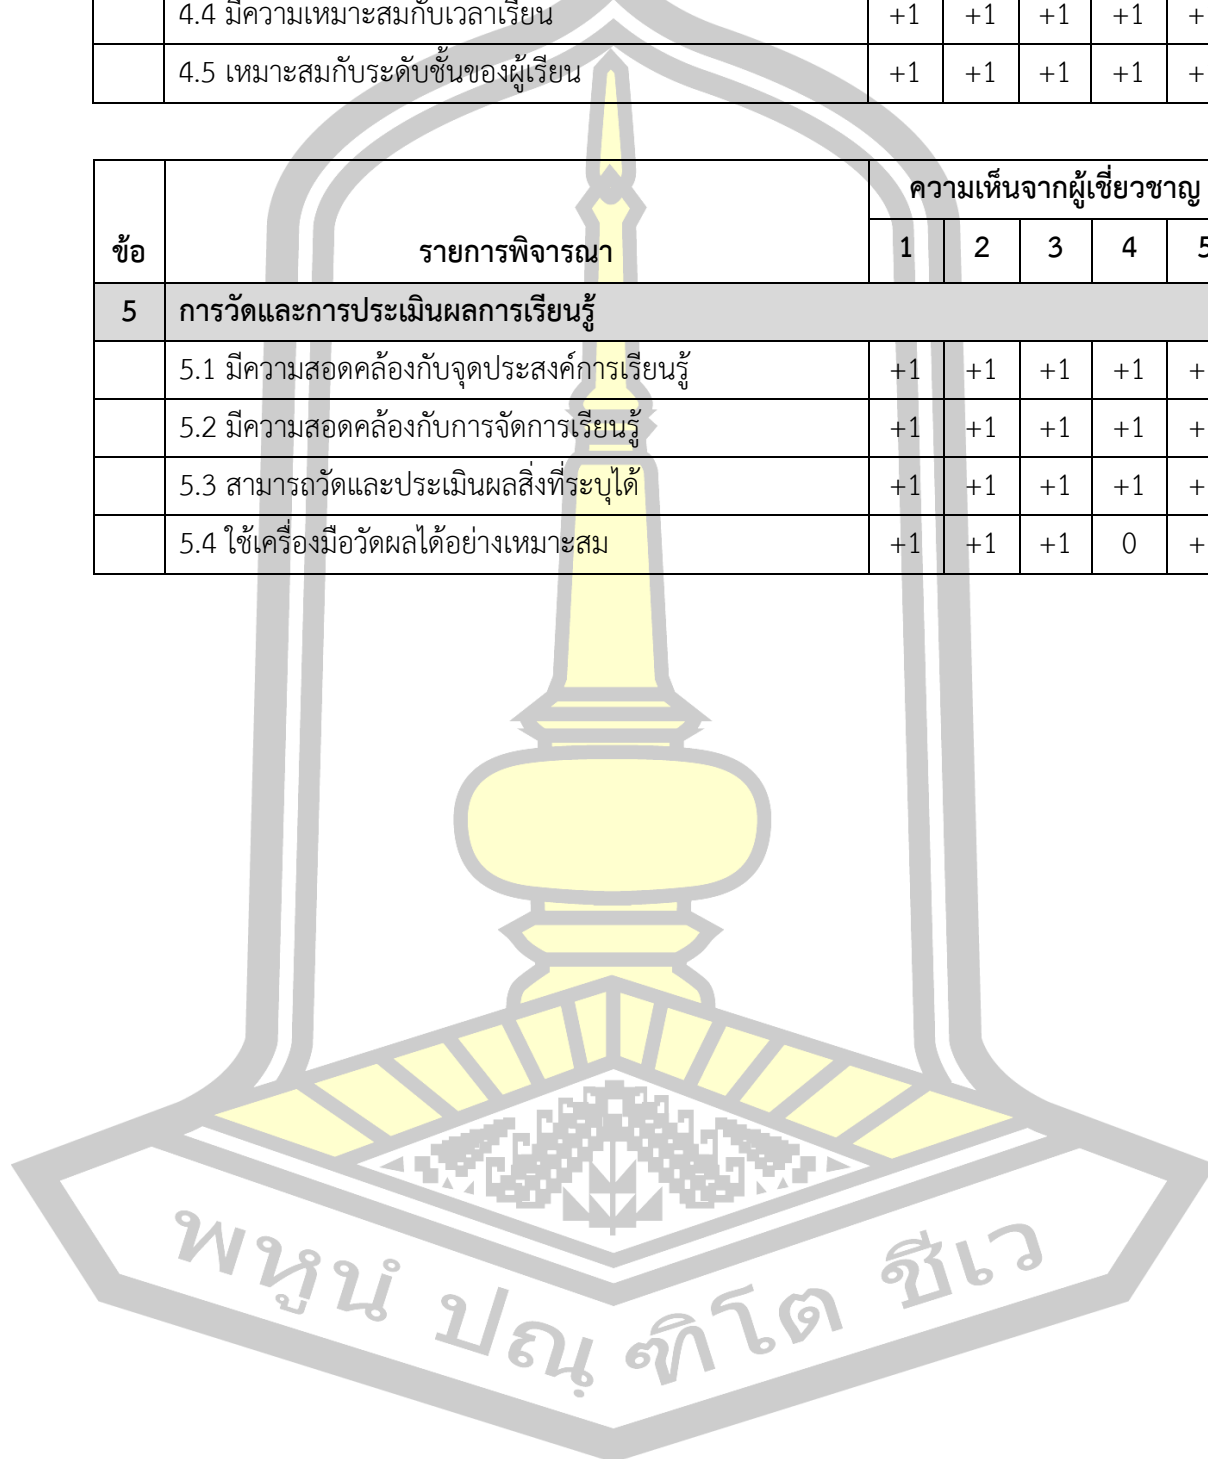 4.4 มีความเหมาะสมกับเวลาเรียน +1 +1 +1 +1 +
4.5 เหมาะสมกับระดับชั้นของผู้เรียน +1 +1 +1 +1 +
ข้อ รายการพิจารณา ความเห็นจากผู้เชี่ยวชาญ
1 2 3 4 5
5 การวัดและการประเมินผลการเรียนรู้
5.1 มีความสอดคล้องกับจุดประสงค์การเรียนรู้ +1 +1 +1 +1 +
5.2 มีความสอดคล้องกับการจัดการเรียนรู้ +1 +1 +1 +1 +
5.3 สามารถวัดและประเมินผลสิ่งที่ระบุได้ +1 +1 +1 +1 +
5.4 ใช้เครื่องมือวัดผลได้อย่างเหมาะสม +1 +1 +1 0 +
พหูนํ ปณฺฑิโต ชีเว